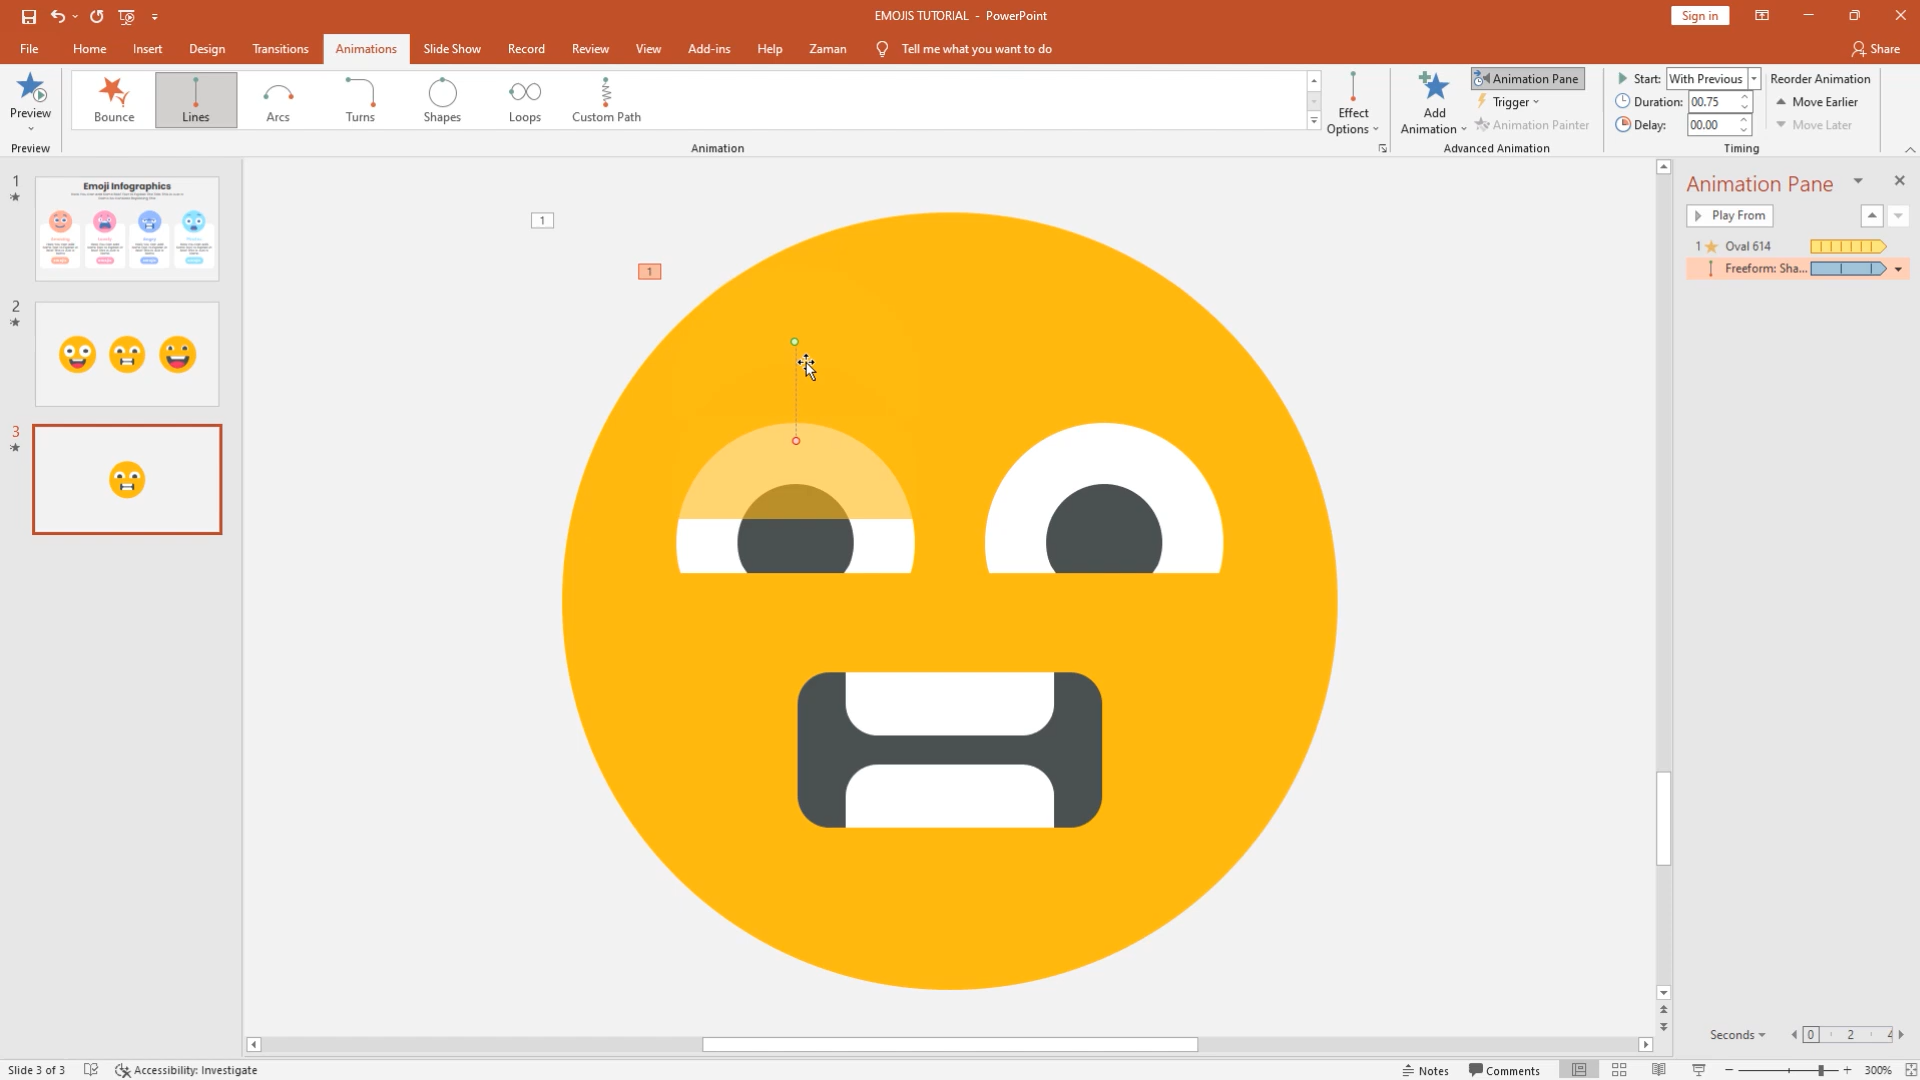 EMOJIS TUTORIAL - PowerPoint
Sign in
File Home Insert Design Transitions Animations Slide Show Record Review View Add-ins Help Zaman Tell me what you want to do
Share
Preview
Bounce Lines Arcs Turns Shapes Loops Custom Path
Effect Options
Add Animation
Animation Pane
Trigger
Animation Painter
Start: With Previous
Duration: 00.75
Delay: 00.00
Reorder Animation
Move Earlier
Move Later
Preview Animation Advanced Animation Timing
1
Emoji Infographics
2
3
1
1
Animation Pane
Play From
1 Oval 614
Freeform: Sha...
Seconds 0 2 4
Slide 3 of 3 Accessibility: Investigate Notes Comments 300%